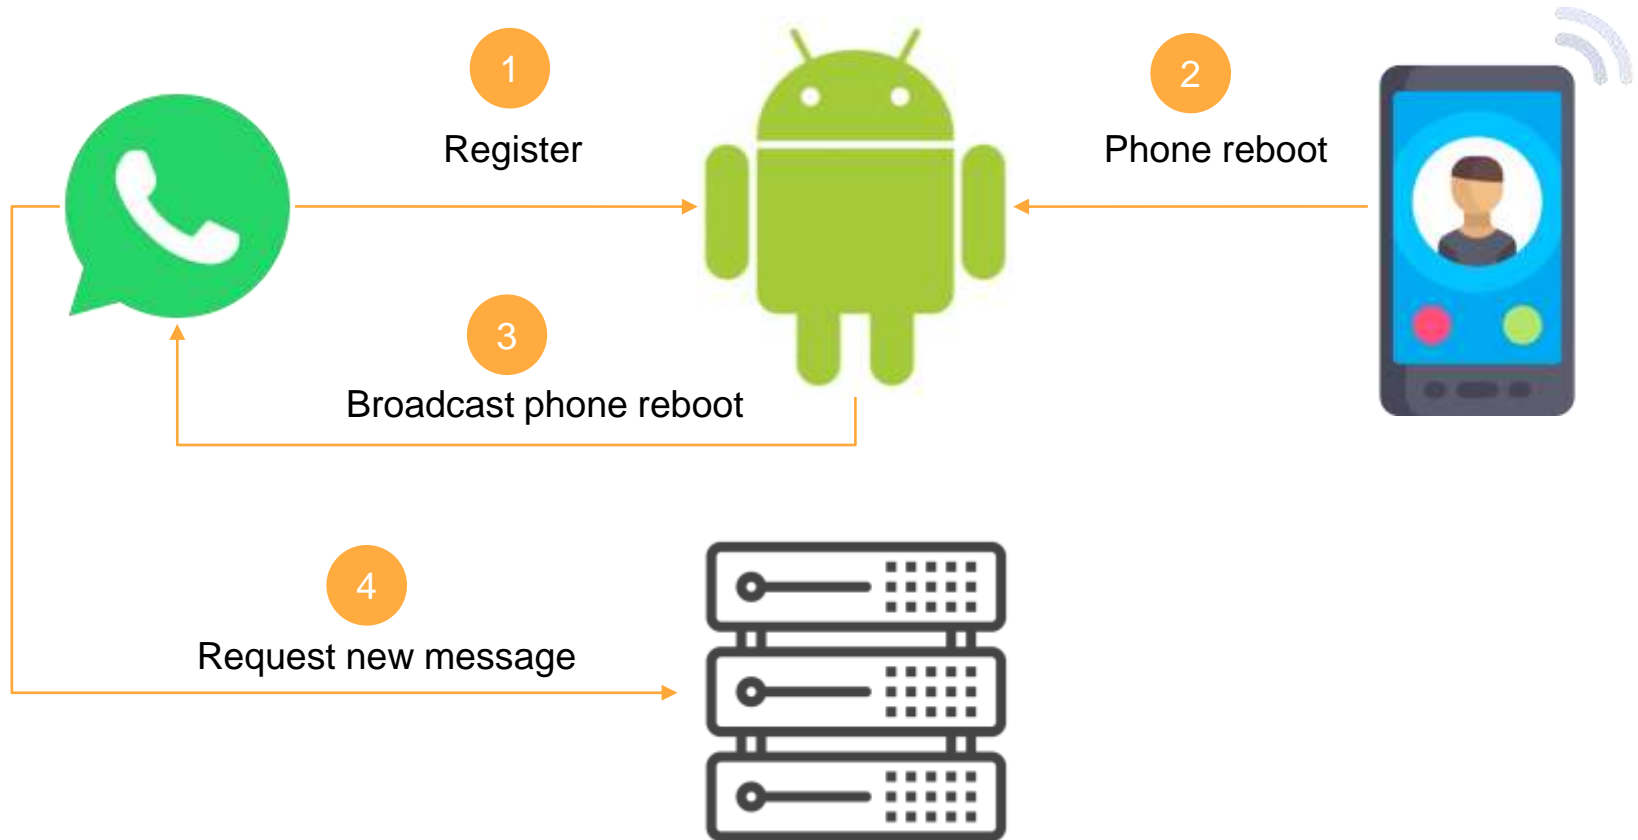 1
Register
2
Phone reboot
3
Broadcast phone reboot
4
Request new message